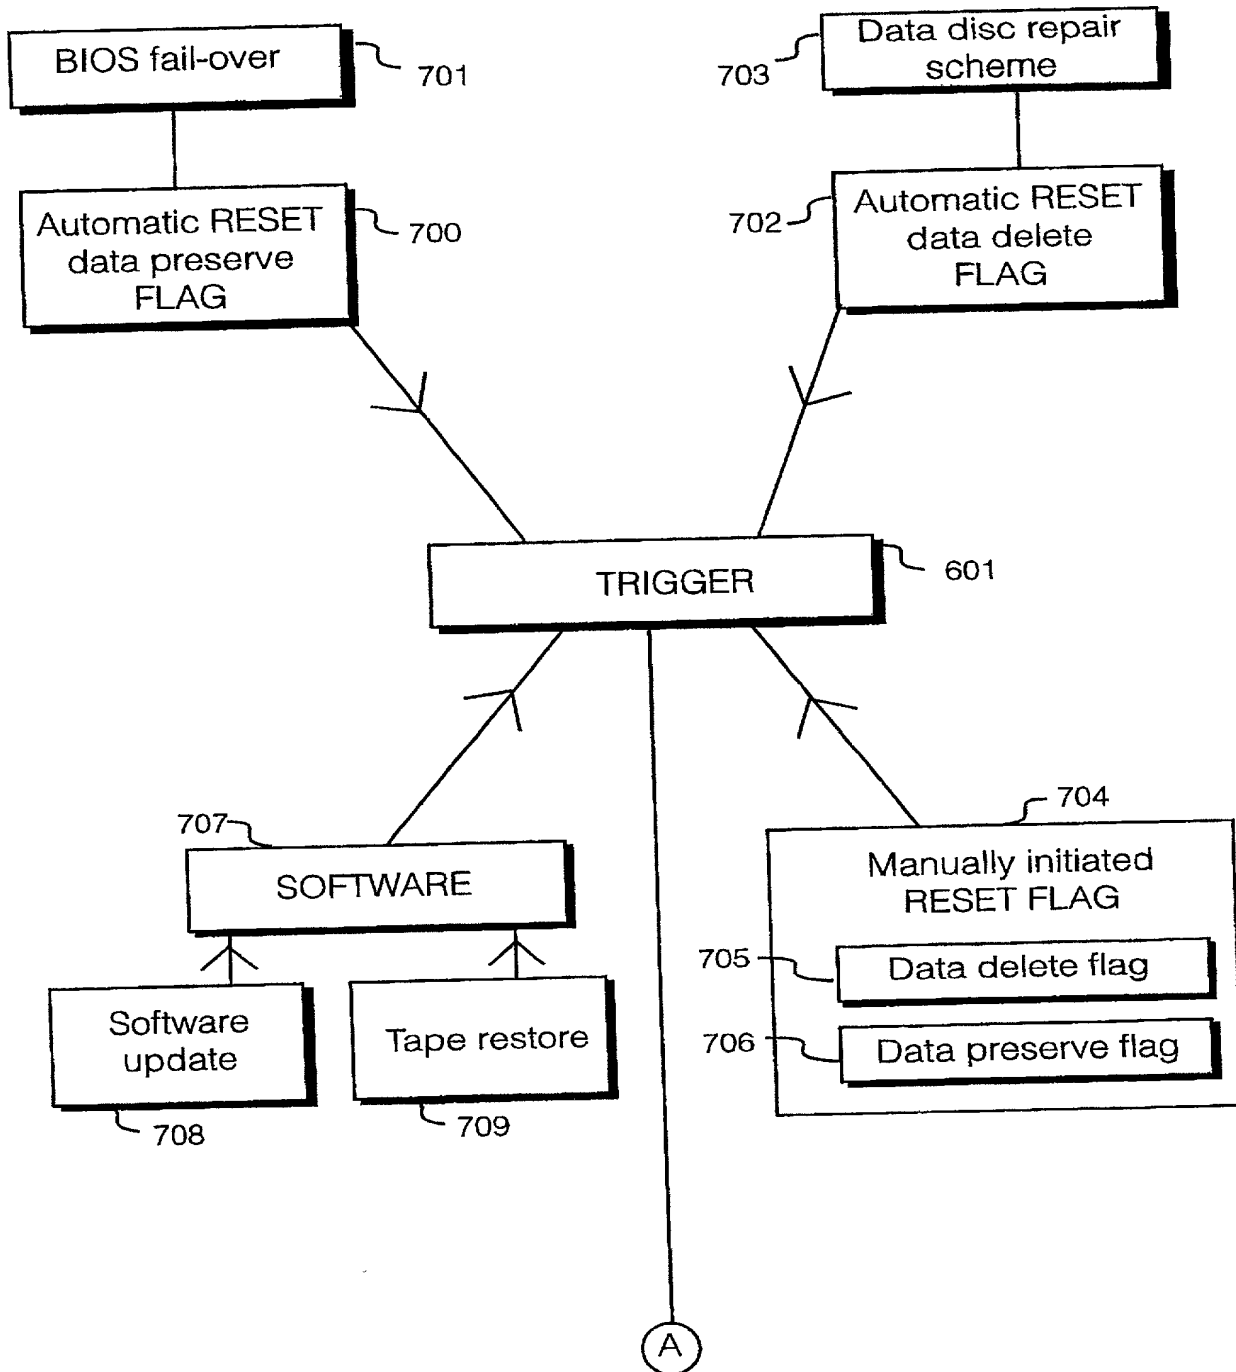 BIOS fail-over
701
703
Data disc repair
scheme
Automatic RESET
data preserve
FLAG
700
702
Automatic RESET
data delete
FLAG
TRIGGER
601
707
SOFTWARE
704
Manually initiated
RESET FLAG
705
Data delete flag
706
Data preserve flag
Software
update
708
Tape restore
709
A